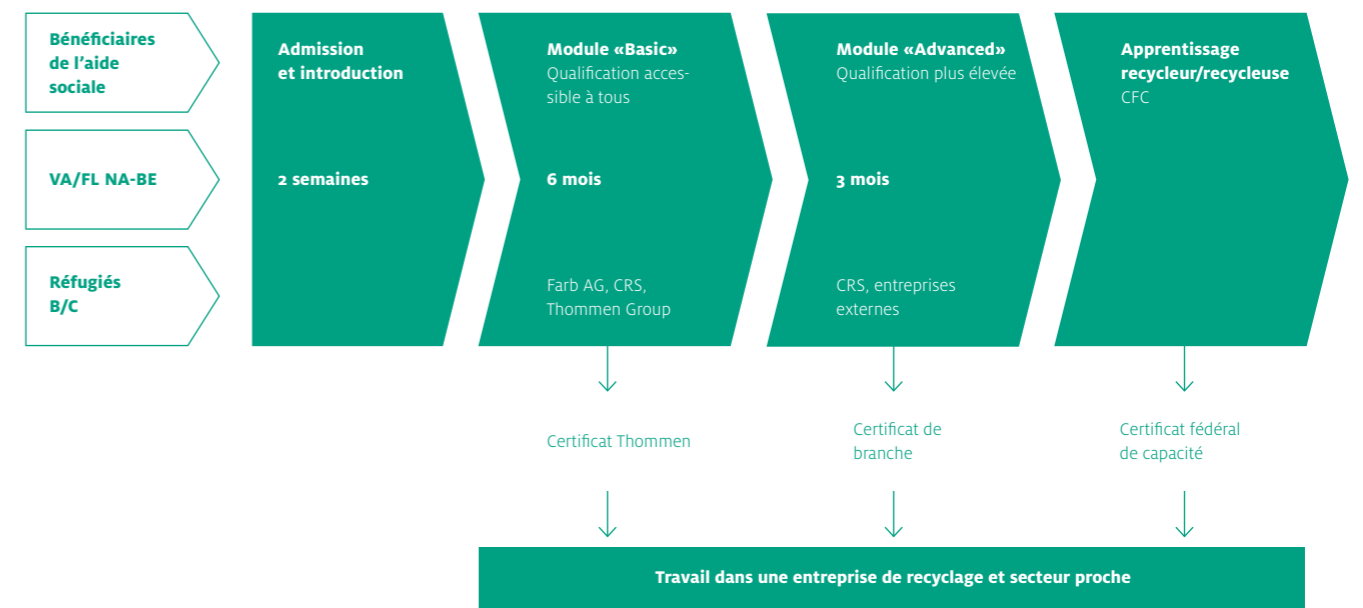 Bénéficiaires
de l'aide
sociale
VA/FL NA-BE
Réfugiés
B/C
Admission
et introduction
2 semaines
Module «Basic»
Qualification acces-
sible à tous
6 mois
Farb AG, CRS,
Thommen Group
Module «Advanced»
Qualification plus élevée
3 mois
CRS, entreprises
externes
Apprentissage
recycleur/recycleuse
CFC
Certificat Thommen
Certificat de
branche
Certificat fédéral
de capacité
Travail dans une entreprise de recyclage et secteur proche